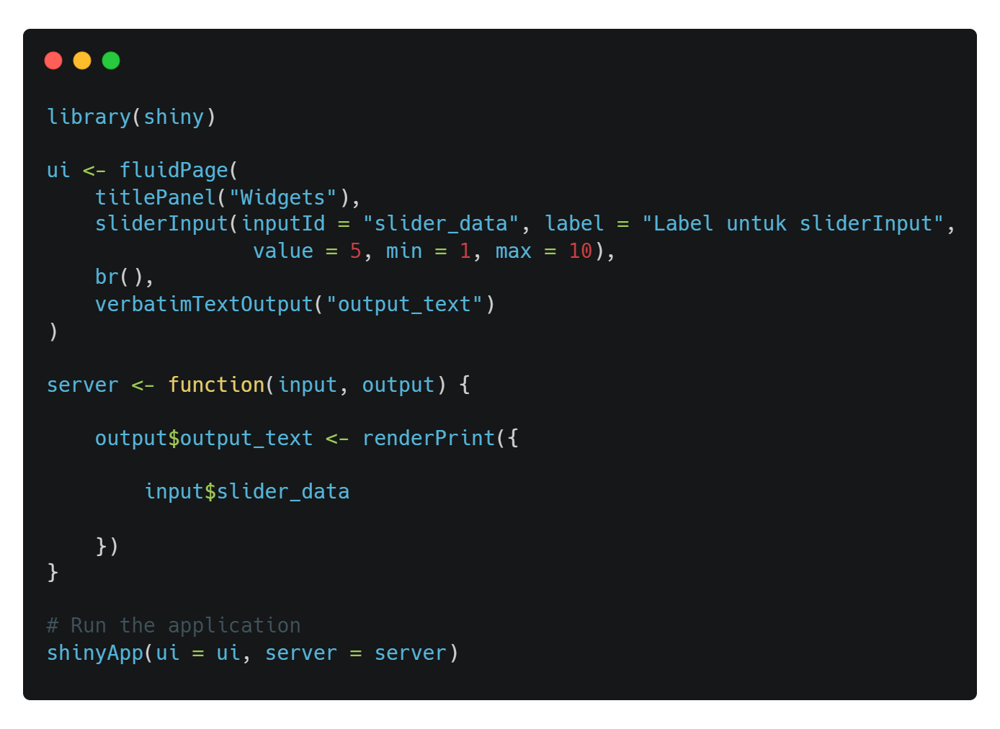 library(shiny)
ui <- fluidPage(
    titlePanel("Widgets"),
    sliderInput(inputId = "slider_data", label = "Label untuk sliderInput",
                 value = 5, min = 1, max = 10),
    br(),
    verbatimTextOutput("output_text")
)
server <- function(input, output) {
    output$output_text <- renderPrint({
        input$slider_data
    })
}
# Run the application
shinyApp(ui = ui, server = server)